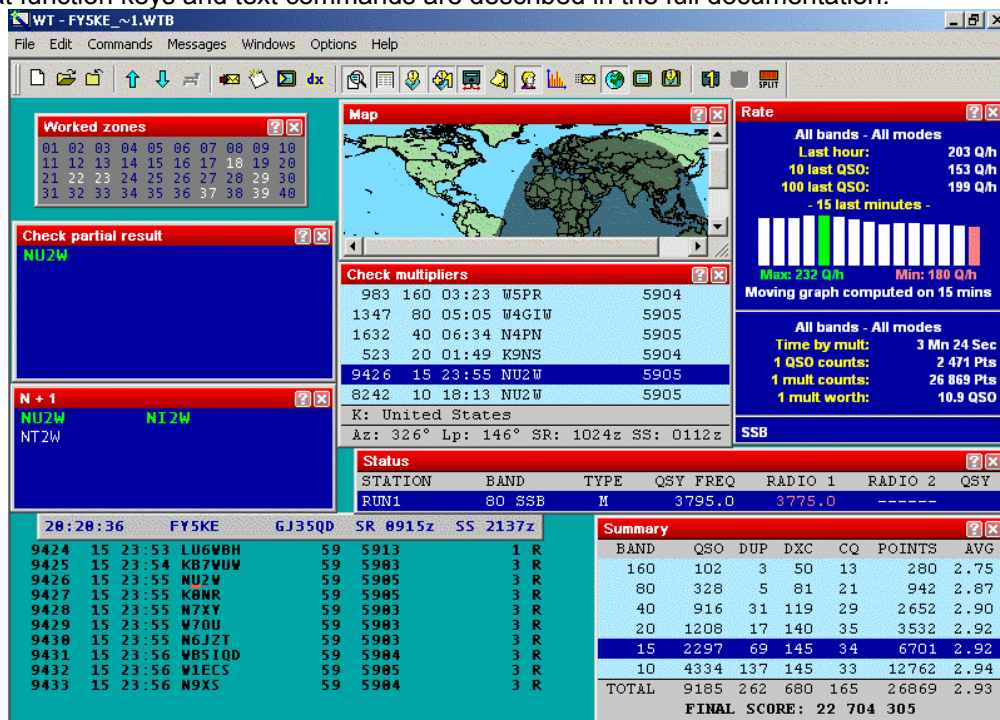 at function keys and text commands are described in the full documentation.
WT - FY5KE_~1.WTB
File Edit Commands Messages Windows Options Help
dx SPLIT
Worked zones
01 02 03 04 05 06 07 08 09 10
11 12 13 14 15 16 17 18 19 20
21 22 23 24 25 26 27 28 29 30
31 32 33 34 35 36 37 38 39 40
Map
Rate
All bands - All modes
Last hour: 203 Q/h
10 last QSO: 153 Q/h
100 last QSO: 199 Q/h
- 15 last minutes -
Max: 232 Q/h Min: 180 Q/h
Moving graph computed on 15 mins
All bands - All modes
Time by mult: 3 Mn 24 Sec
1 QSO counts: 2 471 Pts
1 mult counts: 26 869 Pts
1 mult worth: 10.9 QSO
SSB
Check partial result
NU2W
Check multipliers
983 160 03:23 W5PR 5904
1347 80 05:05 W4GIW 5905
1632 40 06:34 N4PN 5905
523 20 01:49 K9NS 5904
9426 15 23:55 NU2W 5905
8242 10 18:13 NU2W 5905
K: United States
Az: 326° Lp: 146° SR: 1024z SS: 0112z
N + 1
NU2W NI2W
NT2W
Status
STATION BAND TYPE QSY FREQ RADIO 1 RADIO 2 QSY
RUN1 80 SSB M 3795.0 3775.0 ------
20:20:36 FY5KE GJ35QD SR 0915z SS 2137z
9424 15 23:53 LU6WBH 59 5913 1 R
9425 15 23:54 KB7WUW 59 5903 3 R
9426 15 23:55 NU2W 59 5905 3 R
9427 15 23:55 K0NR 59 5903 3 R
9428 15 23:55 N7XY 59 5903 3 R
9429 15 23:55 W7OU 59 5903 3 R
9430 15 23:55 N6JZT 59 5903 3 R
9431 15 23:56 WB5IQD 59 5904 3 R
9432 15 23:56 W1ECS 59 5905 3 R
9433 15 23:56 N9XS 59 5904 3 R
Summary
BAND QSO DUP DXC CQ POINTS AVG
160 102 3 50 13 280 2.75
80 328 5 81 21 942 2.87
40 916 31 119 29 2652 2.90
20 1208 17 140 35 3532 2.92
15 2297 69 145 34 6701 2.92
10 4334 137 145 33 12762 2.94
TOTAL 9185 262 680 165 26869 2.93
FINAL SCORE: 22 704 305